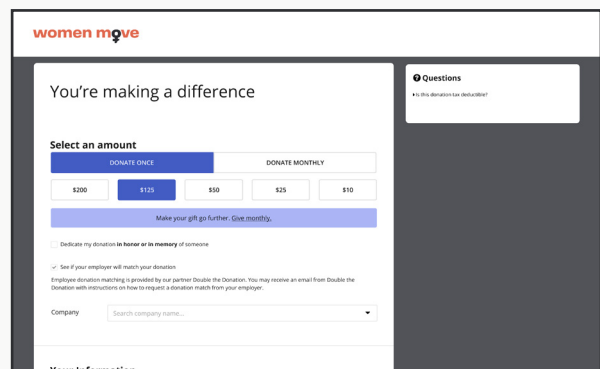 women move
You're making a difference
Questions
Is this donation tax deductible?
Select an amount
DONATE ONCE
DONATE MONTHLY
$200
$125
$50
$25
$10
Make your gift go further. Give monthly.
Dedicate my donation in honor or in memory of someone
See if your employer will match your donation
Employee donation matching is provided by our partner Double the Donation. You may receive an email from Double the
Donation with instructions on how to request a donation match from your employer.
Company
Search company name...
Your Information